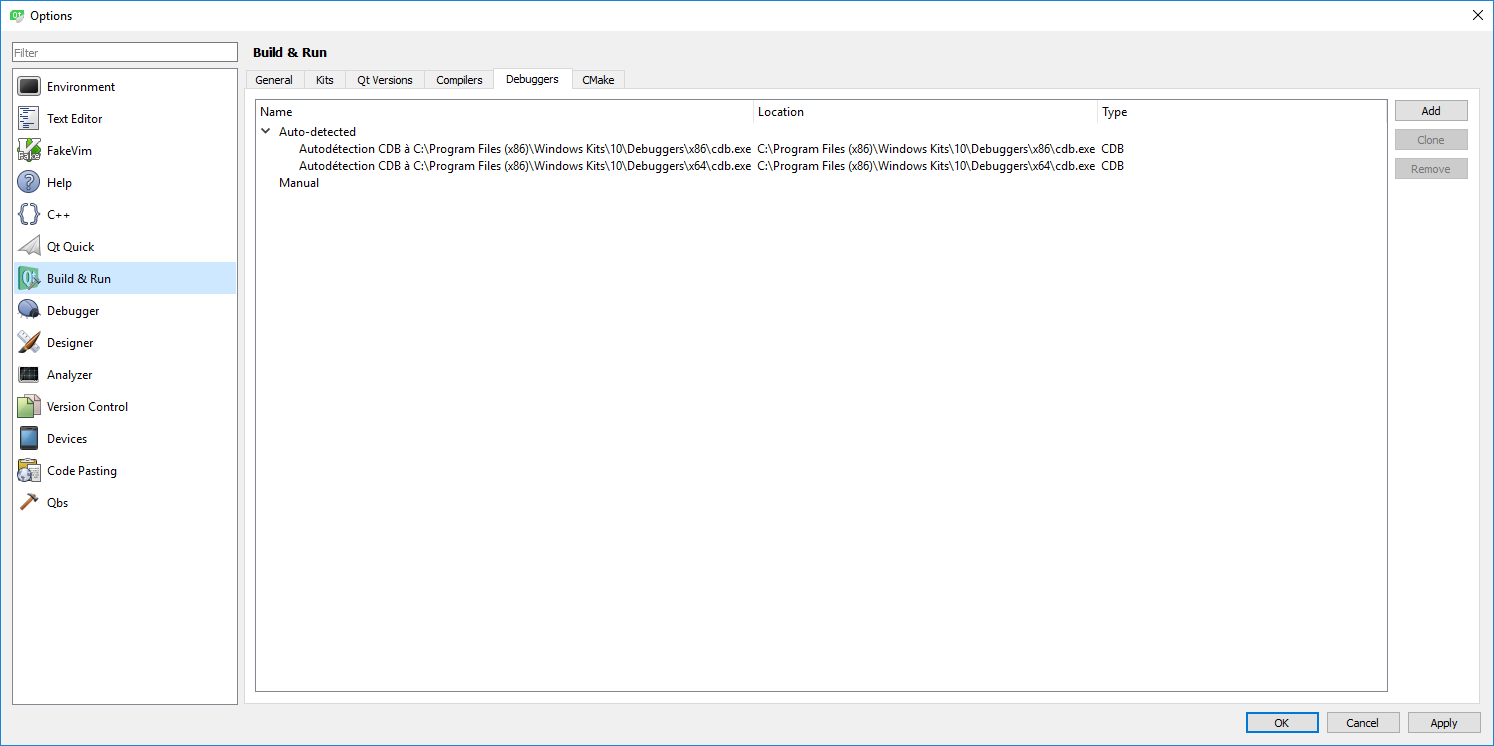 Options
Filter
Build & Run
Environment
Text Editor
FakeVim
Help
C++
Qt Quick
Build & Run
Debugger
Designer
Analyzer
Version Control
Devices
Code Pasting
Qbs
General Kits Qt Versions Compilers Debuggers CMake
Name Location Type
Auto-detected
Autodétection CDB à C:\Program Files (x86)\Windows Kits\10\Debuggers\x86\cdb.exe C:\Program Files (x86)\Windows Kits\10\Debuggers\x86\cdb.exe CDB
Autodétection CDB à C:\Program Files (x86)\Windows Kits\10\Debuggers\x64\cdb.exe C:\Program Files (x86)\Windows Kits\10\Debuggers\x64\cdb.exe CDB
Manual
Add
Clone
Remove
OK Cancel Apply